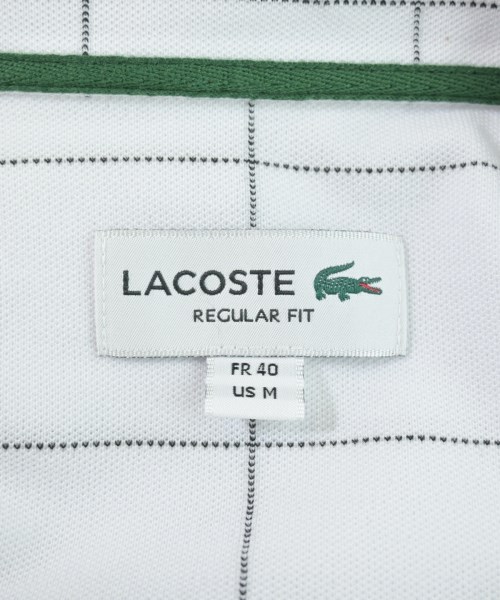 LACOSTE
REGULAR FIT
FR 40
US M